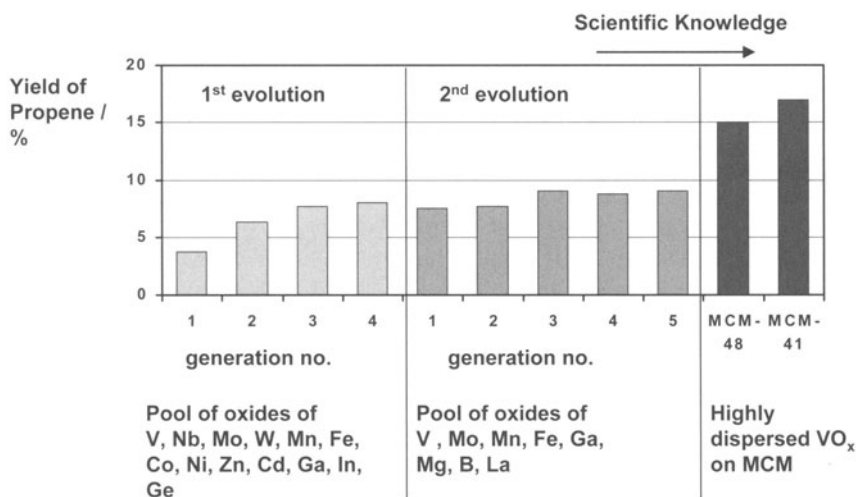 Scientific Knowledge
Yield of
Propene /
%
20
15
10
5
0
1st evolution
2nd evolution
1
2
3
4
1
2
3
4
5
MCM-
48
MCM-
41
generation no.
generation no.
Pool of oxides of
V, Nb, Mo, W, Mn, Fe,
Co, Ni, Zn, Cd, Ga, In,
Ge
Pool of oxides of
V , Mo, Mn, Fe, Ga,
Mg, B, La
Highly
dispersed VOx
on MCM